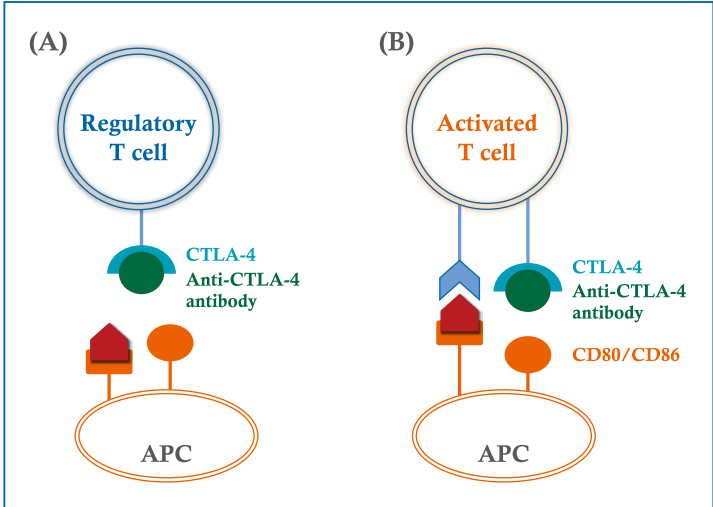 (A)
Regulatory
T cell
CTLA-4
Anti-CTLA-4
antibody
APC
(B)
Activated
T cell
CTLA-4
Anti-CTLA-4
antibody
CD80/CD86
APC